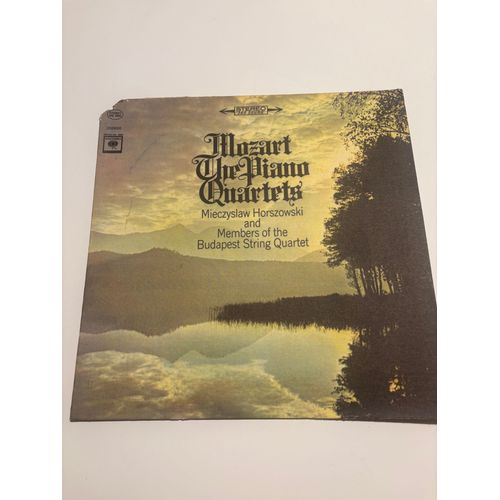 STEREO
Mozart
The Piano
Quartets
Mieczyslaw Horszowski
and
Members of the
Budapest String Quartet